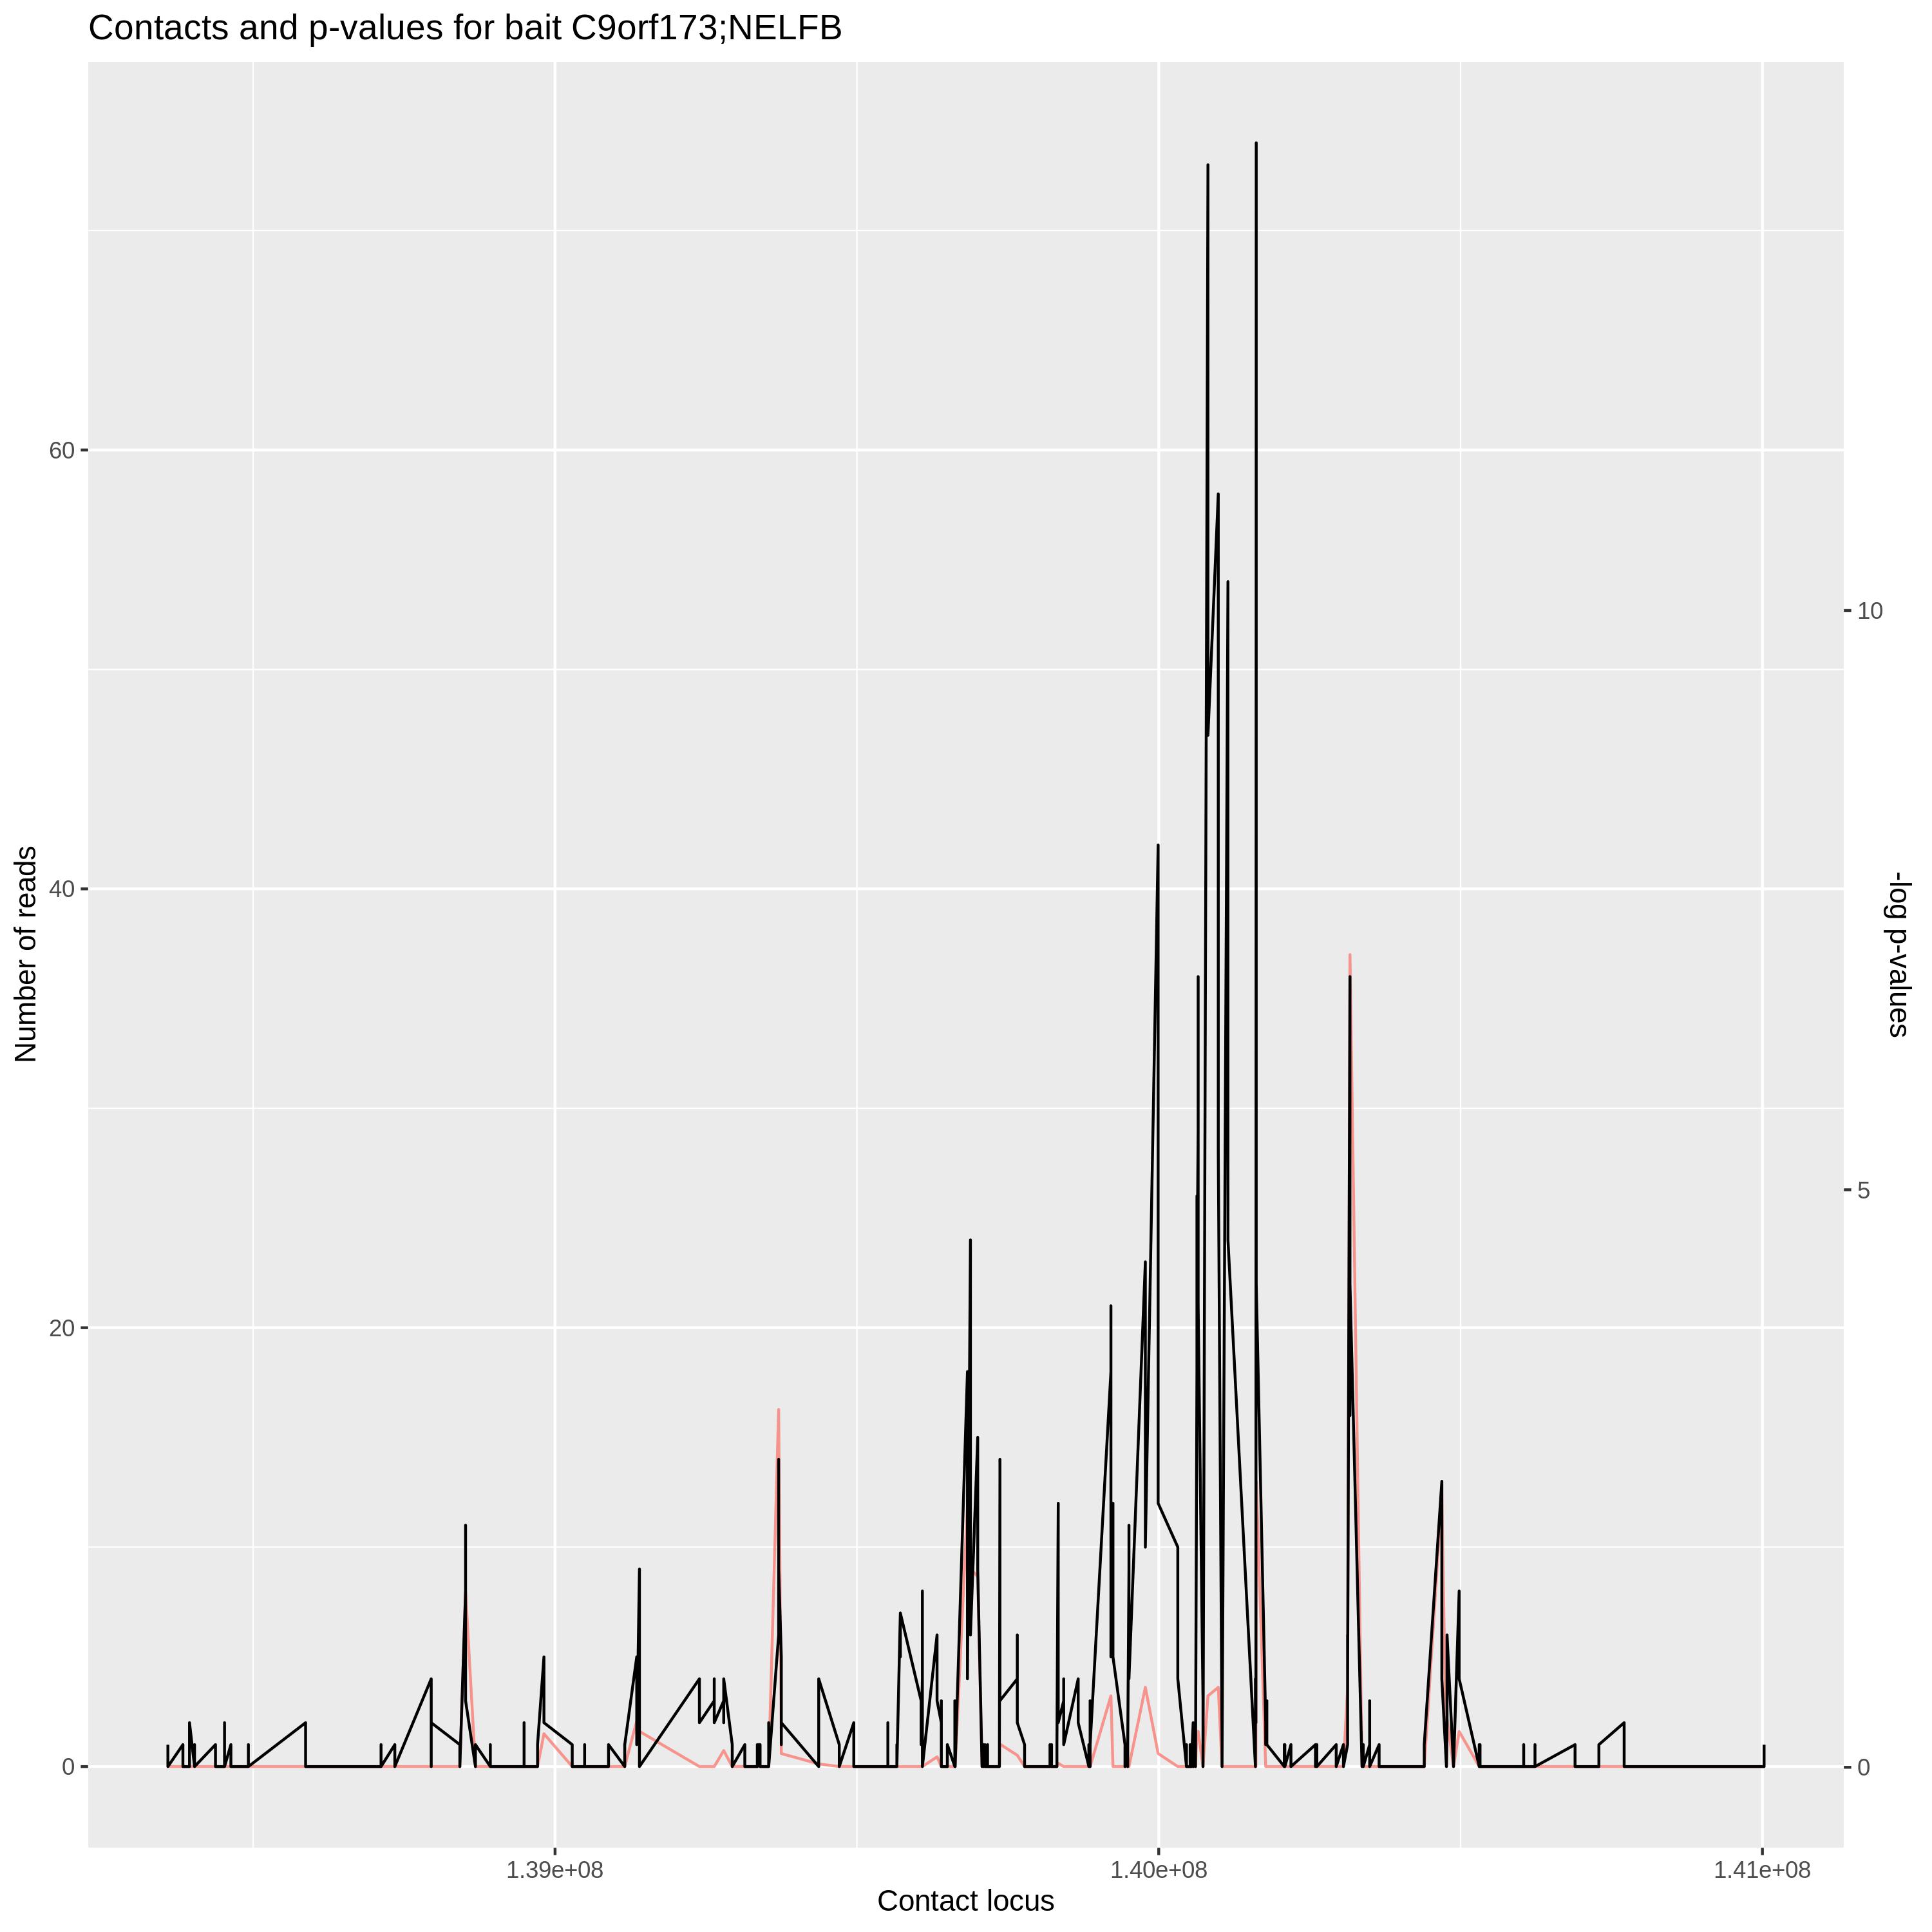 Contacts and p-values for bait C9orf173;NELFB
Number of reads
60
40
20
0
10
5
0
-log p-values
1.39e+08
1.40e+08
1.41e+08
Contact locus